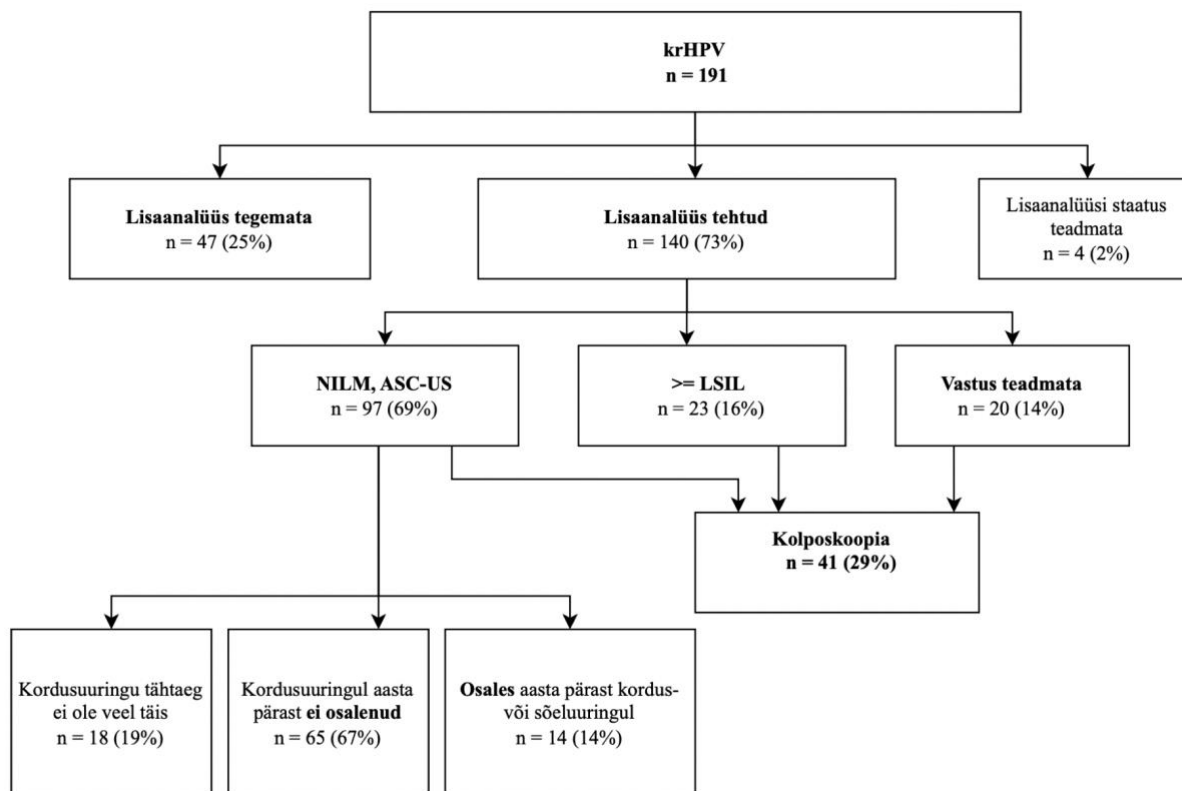 krHPV
n = 191
Lisaanalüüs tegemata
n = 47 (25%)
Lisaanalüüs tehtud
n = 140 (73%)
Lisaanalüüsi staatus
teadmata
n = 4 (2%)
NILM, ASC-US
n = 97 (69%)
>= LSIL
n = 23 (16%)
Vastus teadmata
n = 20 (14%)
Kolposkoopia
n = 41 (29%)
Kordusuuringu tähtaeg
ei ole veel täis
n = 18 (19%)
Kordusuuringul aasta
pärast ei osalenud
n = 65 (67%)
Osales aasta pärast kordus-
või sõeluuringul
n = 14 (14%)